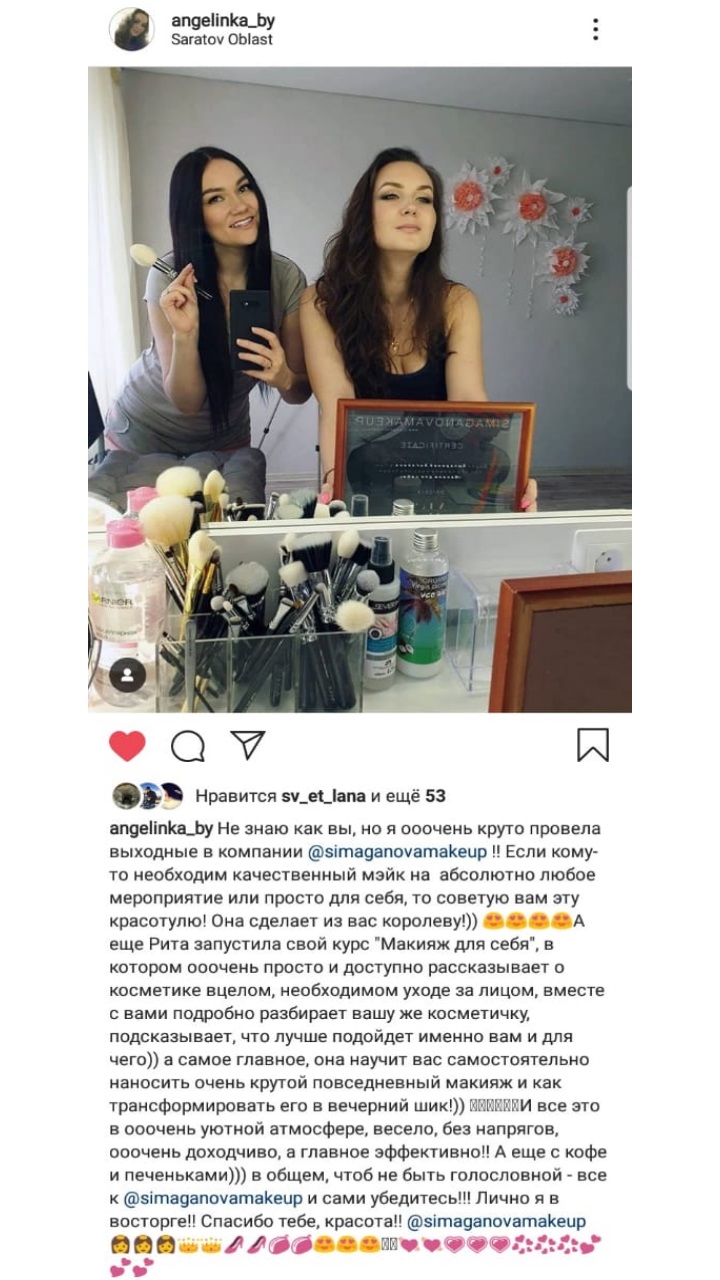 angelinka_by
Saratov Oblast
SIMAGANOVAMAKEUP
CERTIFICATE
GARNIER
Нравится sv_et_lana и ещё 53
angelinka_by Не знаю как вы, но я ооочень круто провела
выходные в компании @simaganovamakeup !! Если кому-
то необходим качественный мэйк на абсолютно любое
мероприятие или просто для себя, то советую вам эту
красотулю! Она сделает из вас королеву!)) 😍😍😍😍А
еще Рита запустила свой курс "Макияж для себя", в
котором ооочень просто и доступно рассказывает о
косметике вцелом, необходимом уходе за лицом, вместе
с вами подробно разбирает вашу же косметичку,
подсказывает, что лучше подойдет именно вам и для
чего)) а самое главное, она научит вас самостоятельно
наносить очень крутой повседневный макияж и как
трансформировать его в вечерний шик!)) И все это
в ооочень уютной атмосфере, весело, без напрягов,
ооочень доходчиво, а главное эффективно!! А еще с кофе
и печеньками))) в общем, чтоб не быть голословной - все
к @simaganovamakeup и сами убедитесь!!! Лично я в
восторге!! Спасибо тебе, красота!! @simaganovamakeup